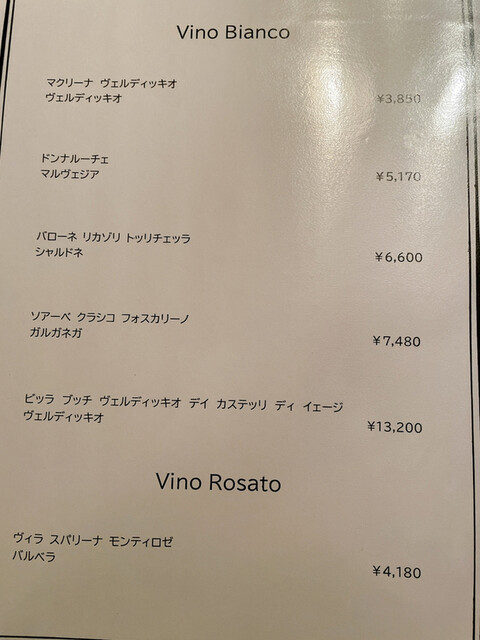 Vino Bianco
マクリーナ ヴェルディッキオ
ヴェルディッキオ
¥3,850
ドンナルーチェ
マルヴェジア
¥5,170
バローネ リカゾリ トッリチェッラ
シャルドネ
¥6,600
ソアーベ クラシコ フォスカリーノ
ガルガネガ
¥7,480
ピッラ ブッチ ヴェルディッキオ デイ カステッリ ディ イェージ
ヴェルディッキオ
¥13,200
Vino Rosato
ヴィラ スパリーナ モンティロゼ
バルベラ
¥4,180